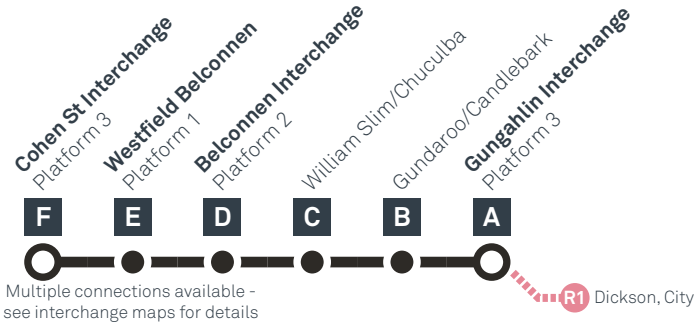 Cohen St Interchange
Platform 3
Westfield Belconnen
Platform 1
Belconnen Interchange
Platform 2
William Slim/Chuculba
Gundaroo/Candlebark
Gungahlin Interchange
Platform 3
F
E
D
C
B
A
Multiple connections available -
see interchange maps for details
R1 Dickson, City